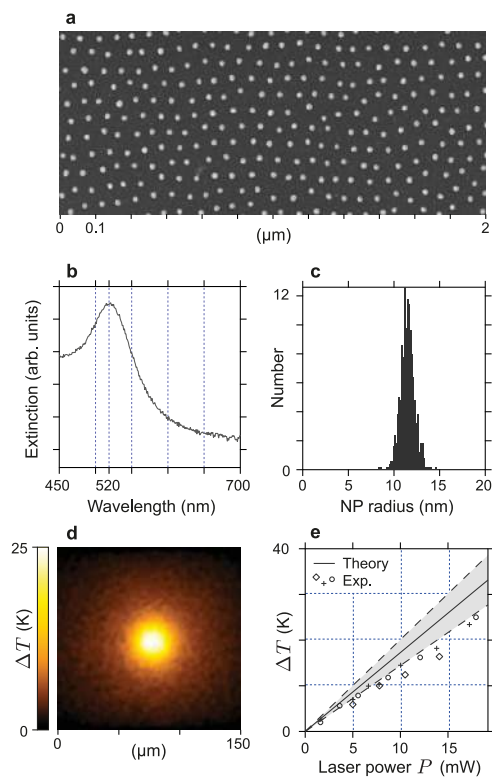 a
0 0.1 2
(µm)
b
Extinction (arb. units)
450 520 700
Wavelength (nm)
c
12
Number
0
0 5 10 15 20
NP radius (nm)
d
25
ΔT (K)
0
0 150
(µm)
e
40
Theory
Exp.
ΔT (K)
0
0 5 10 15
Laser power P (mW)